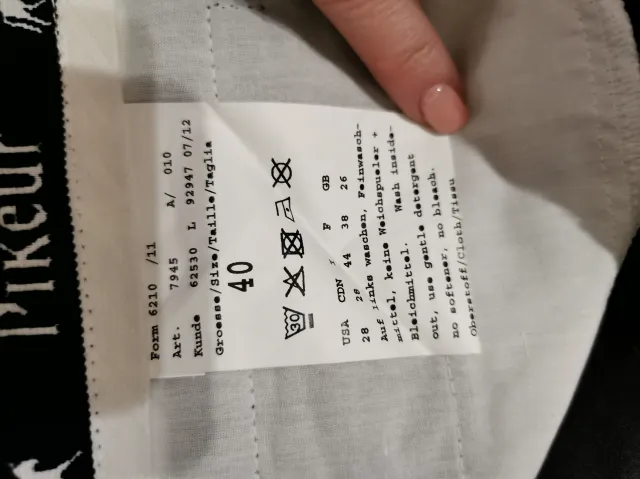 PIKEUR
Form 6210 /11
Art. 7945 A/ 010
Kunde 62530 L 92947 07/12
Groesse/Size/Taille/Taglia
40
30
USA CDN I F GB
28 28 44 38 26
Auf links waschen, Feinwasch-
mittel, keine Weichspueler +
Bleichmittel. Wash inside-
out, use gentle detergent
no softener, no bleach.
Oberstoff/Cloth/Tissu